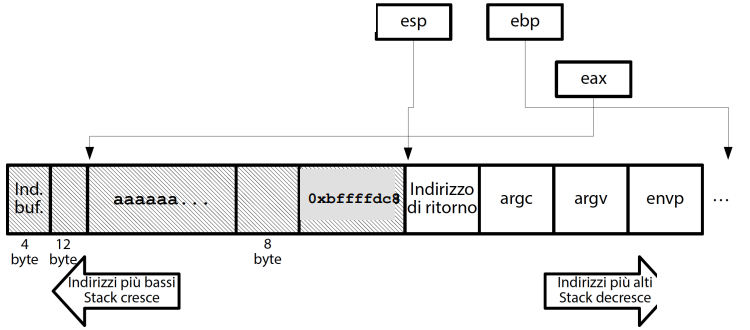 esp
ebp
eax
Ind.
buf.
aaaaaa...
0xbffffdc8
Indirizzo
di ritorno
argc
argv
envp
...
4
byte
12
byte
8
byte
Indirizzi più bassi
Stack cresce
Indirizzi più alti
Stack decresce